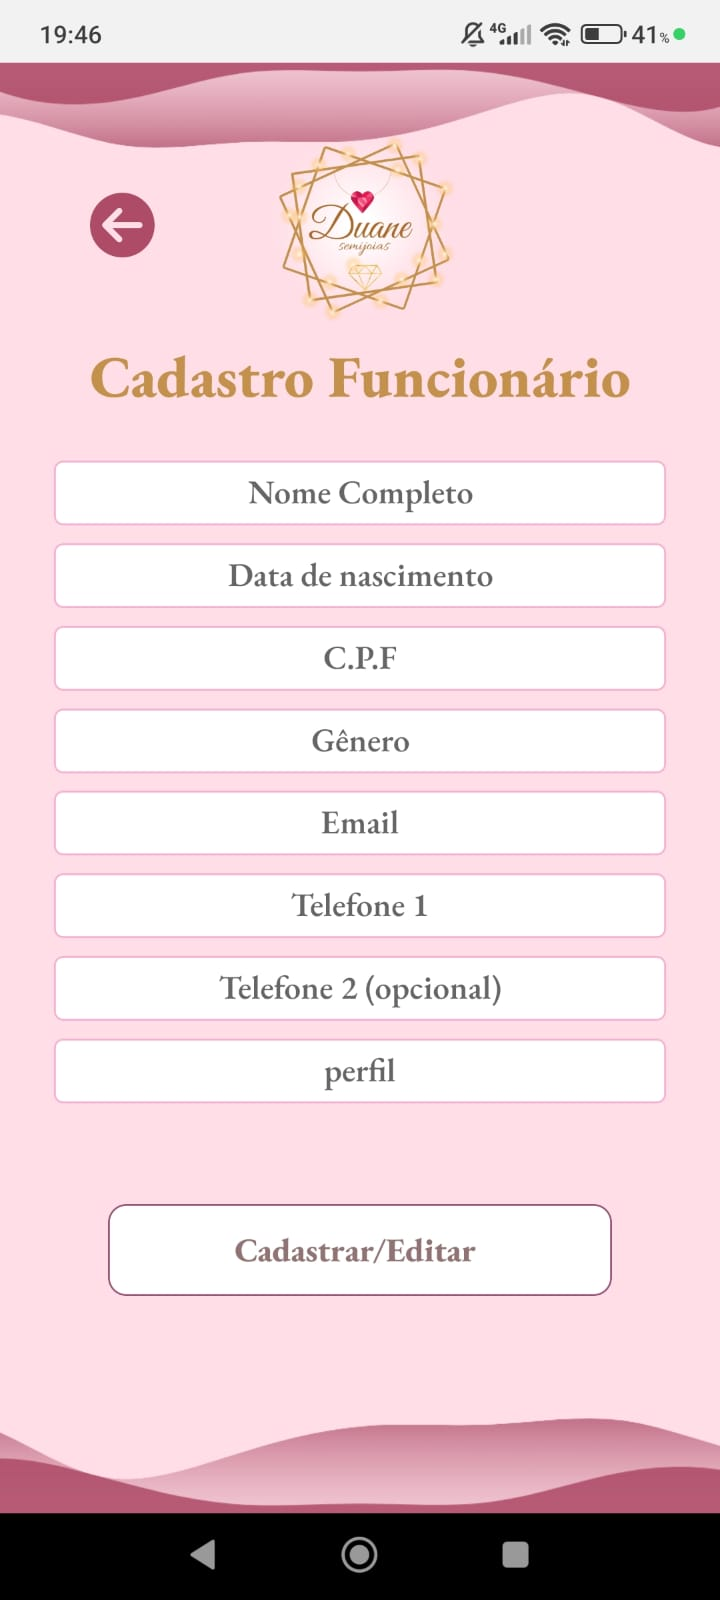 19:46
4G
41%
Duane
semijoias
Cadastro Funcionário
Nome Completo
Data de nascimento
C.P.F
Gênero
Email
Telefone 1
Telefone 2 (opcional)
perfil
Cadastrar/Editar